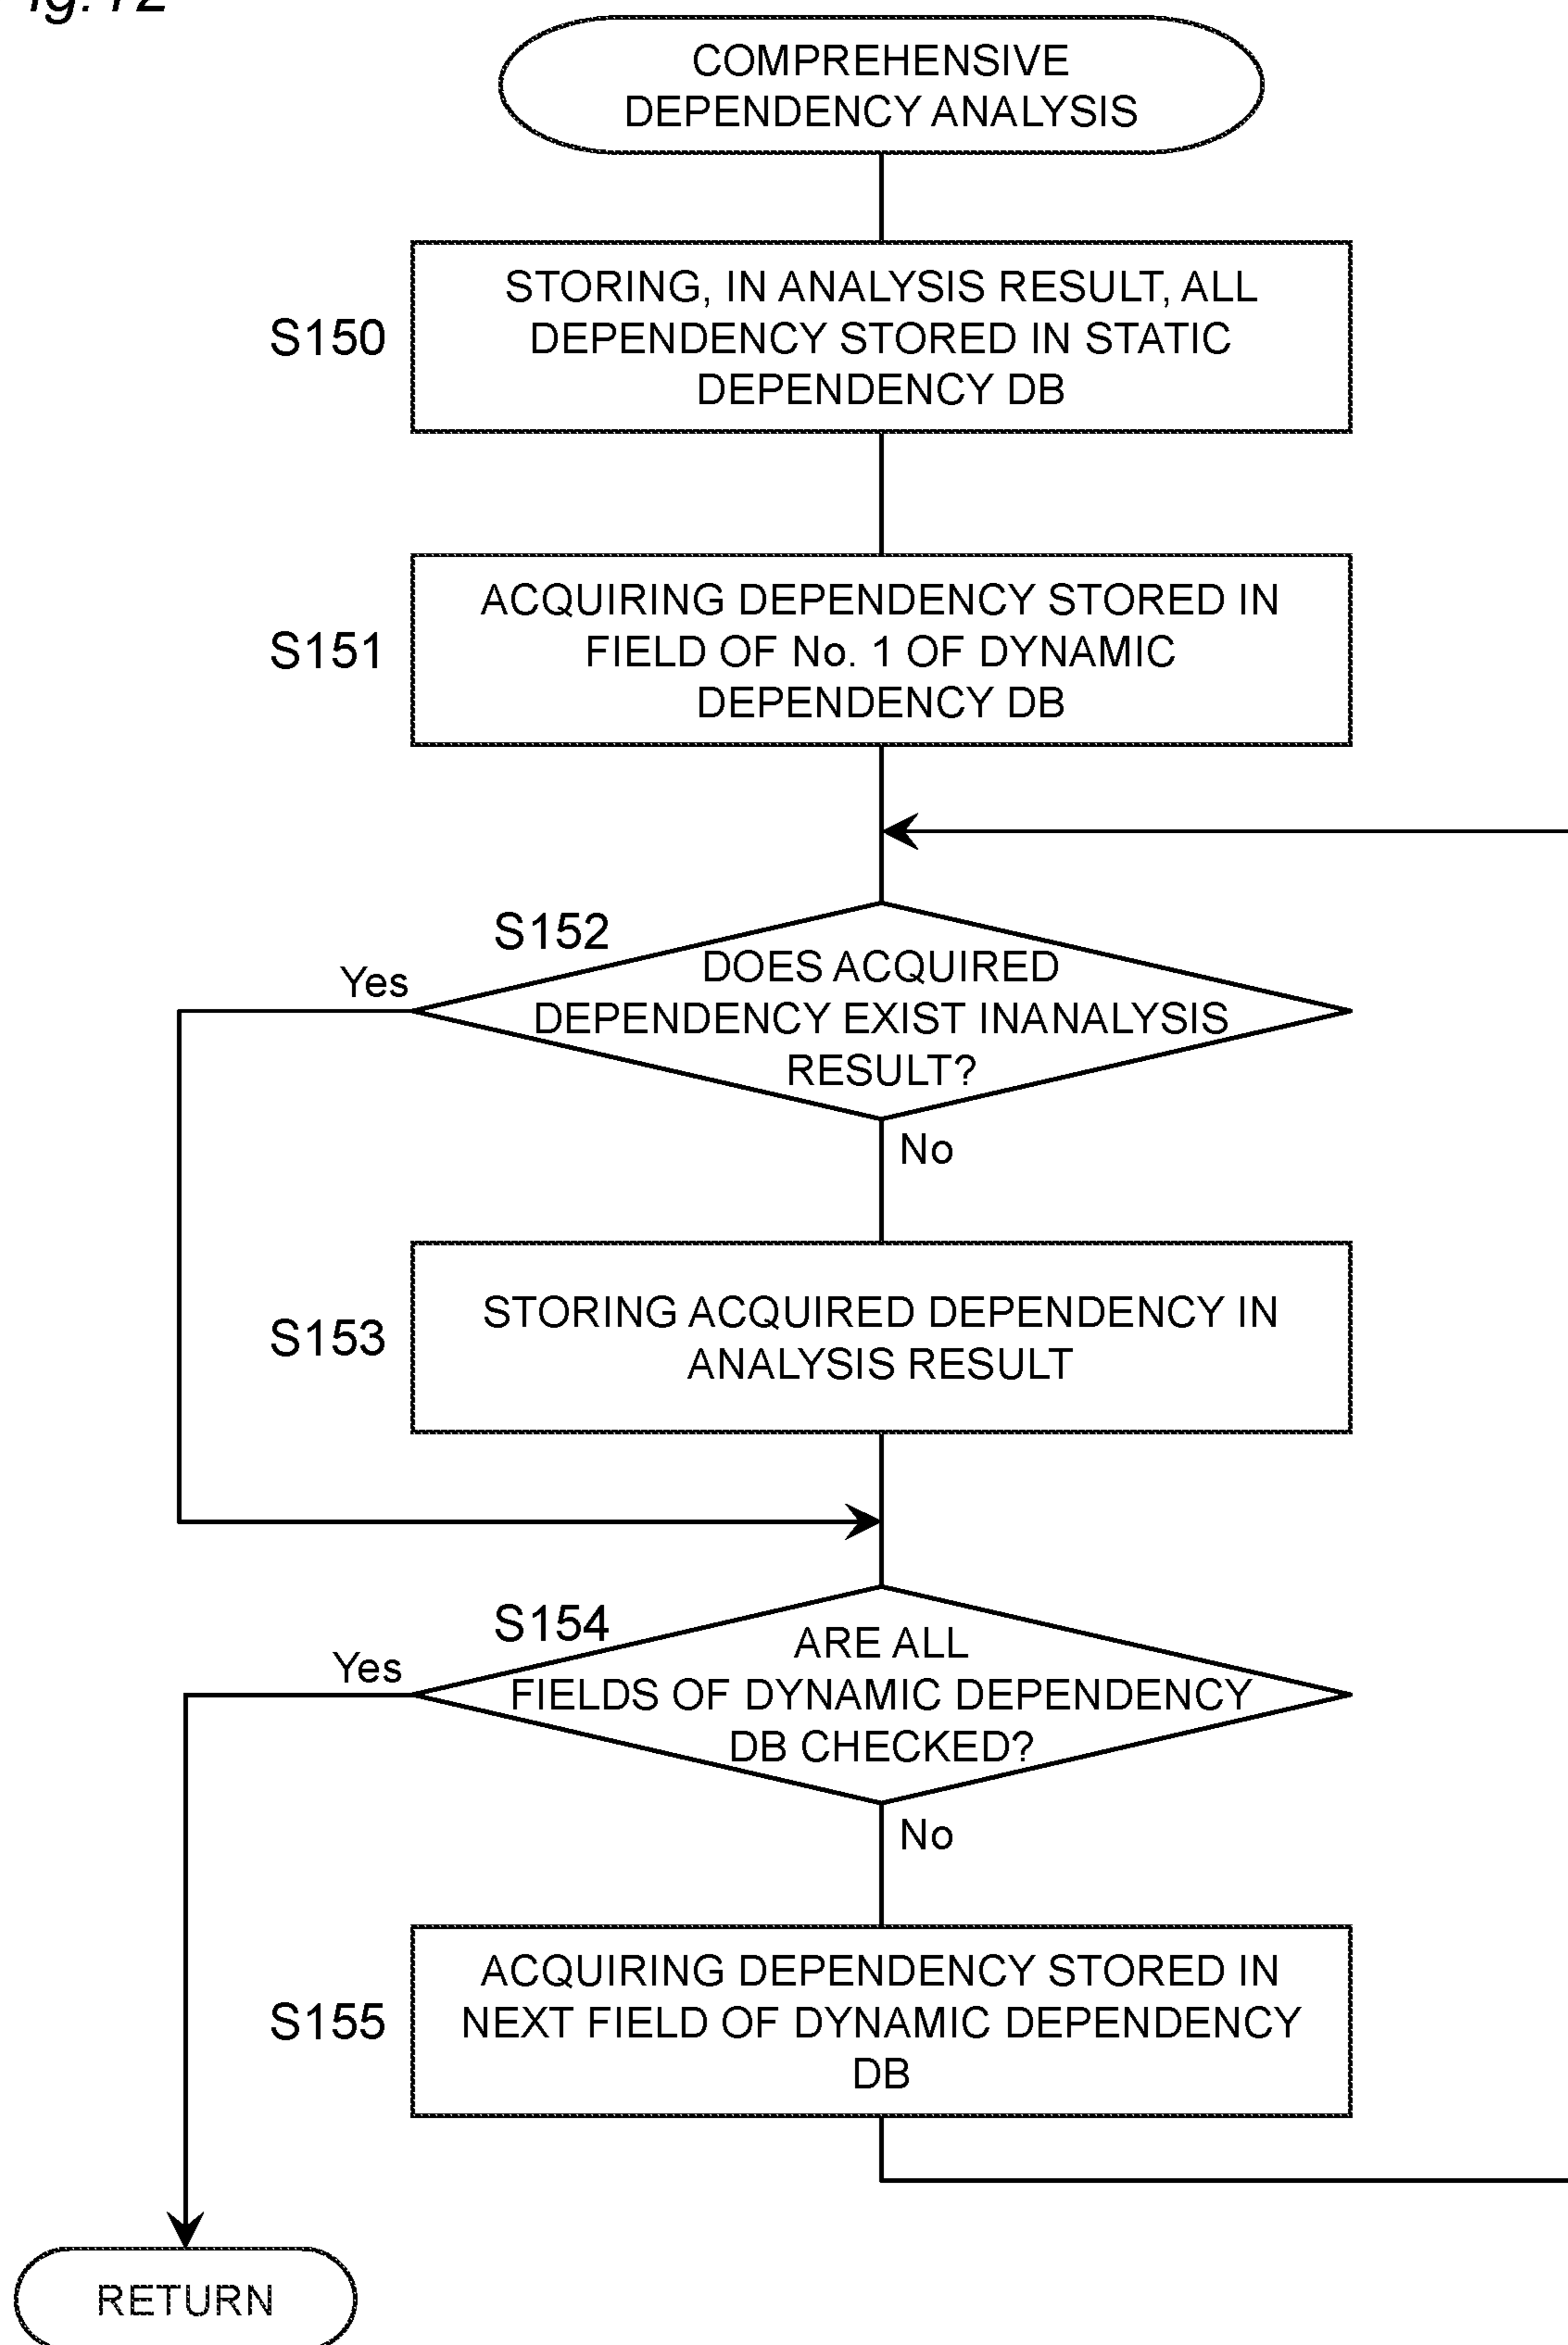 ig. 12
COMPREHENSIVE
DEPENDENCY ANALYSIS
STORING, IN ANALYSIS RESULT, ALL
S150
DEPENDENCY STORED IN STATIC
DEPENDENCY DB
ACQUIRING DEPENDENCY STORED IN
S151
FIELD OF No. 1 OF DYNAMIC
DEPENDENCY DB
S152
Yes
DOES ACQUIRED
DEPENDENCY EXIST INANALYSIS
RESULT?
No
S153
STORING ACQUIRED DEPENDENCY IN
ANALYSIS RESULT
S154
Yes
ARE ALL
FIELDS OF DYNAMIC DEPENDENCY
DB CHECKED?
No
ACQUIRING DEPENDENCY STORED IN
S155
NEXT FIELD OF DYNAMIC DEPENDENCY
DB
RETURN